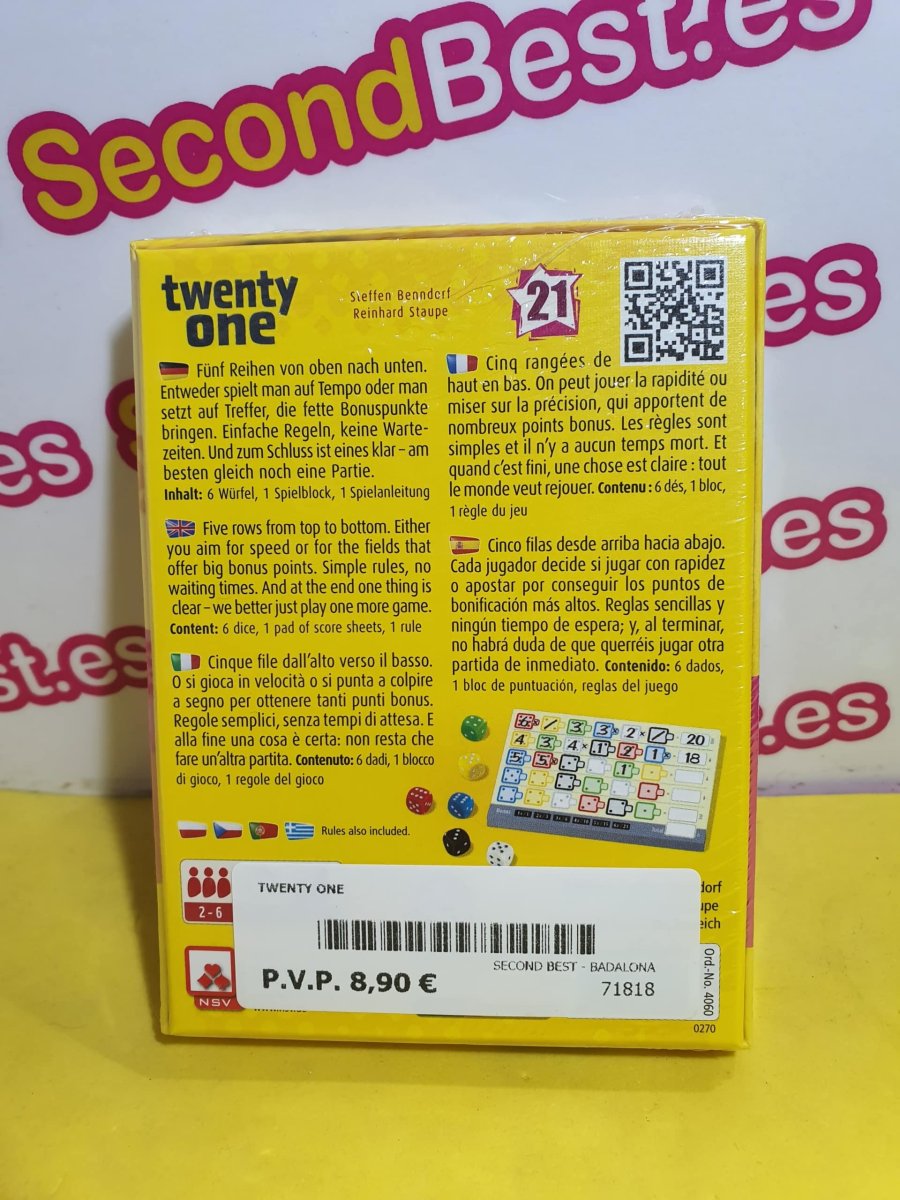 SecondBest.es
twenty
one
Steffen Benndorf
Reinhard Staupe
21
Fünf Reihen von oben nach unten.
Entweder spielt man auf Tempo oder man
setzt auf Treffer, die fette Bonuspunkte
bringen. Einfache Regeln, keine Warte-
zeiten. Und zum Schluss ist eines klar – am
besten gleich noch eine Partie.
Inhalt: 6 Würfel, 1 Spielblock, 1 Spielanleitung
Five rows from top to bottom. Either
you aim for speed or for the fields that
offer big bonus points. Simple rules, no
waiting times. And at the end one thing is
clear – we better just play one more game.
Content: 6 dice, 1 pad of score sheets, 1 rule
Cinque file dall'alto verso il basso.
O si gioca in velocità o si punta a colpire
a segno per ottenere tanti punti bonus.
Regole semplici, senza tempi di attesa. E
alla fine una cosa è certa: non resta che
fare un'altra partita. Contenuto: 6 dadi, 1 blocco
di gioco, 1 regole del gioco
Rules also included.
Cinq rangées de
haut en bas. On peut jouer la rapidité ou
miser sur la précision, qui apportent de
nombreux points bonus. Les règles sont
simples et il n'y a aucun temps mort. Et
quand c'est fini, une chose est claire : tout
le monde veut rejouer. Contenu : 6 dés, 1 bloc,
1 règle du jeu
Cinco filas desde arriba hacia abajo.
Cada jugador decide si jugar con rapidez
o apostar por conseguir los puntos de
bonificación más altos. Reglas sencillas y
ningún tiempo de espera; y, al terminar,
no habrá duda de que querréis jugar otra
partida de inmediato. Contenido: 6 dados,
1 bloc de puntuación, reglas del juego
20
18
Total
2 - 6
NSV
TWENTY ONE
P.V.P. 8,90 €
SECOND BEST - BADALONA
71818
dorf
upe
eich
Ord.-No. 4060
0270
.es
st.es
es
.es
.es